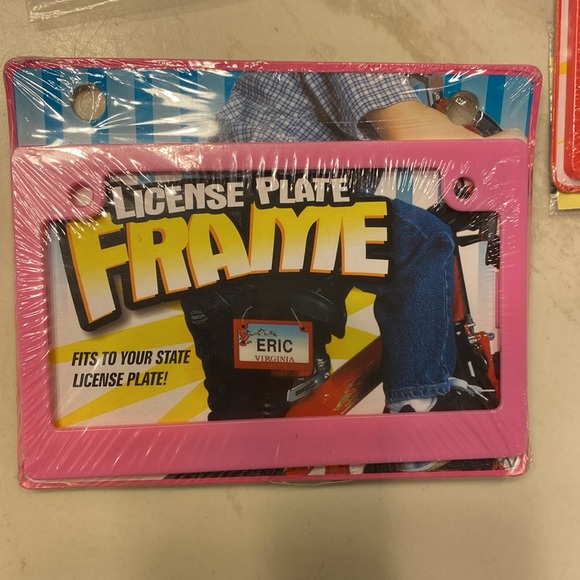 LICENSE PLATE
FRAME
FITS TO YOUR STATE
LICENSE PLATE!
ERIC
VIRGINIA